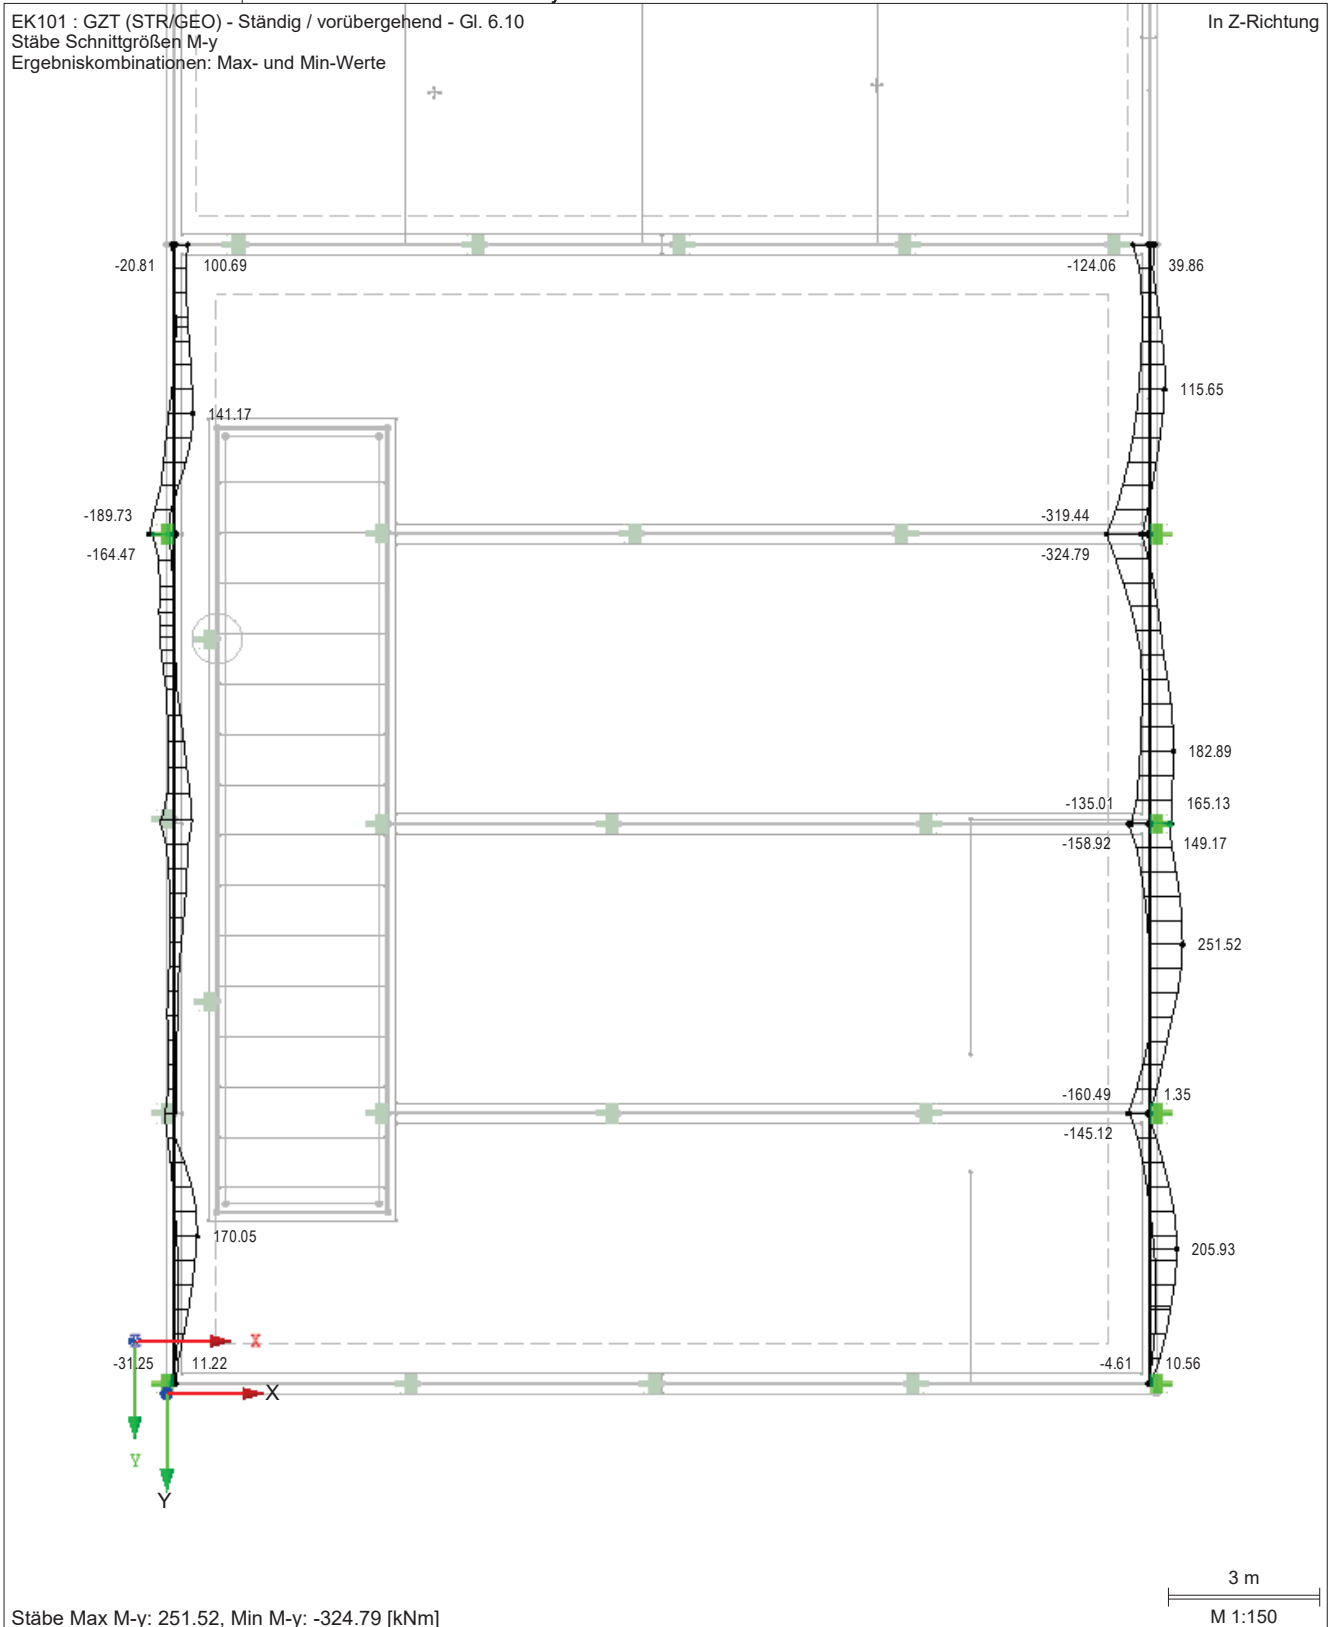 EK101 : GZT (STR/GEO) - Ständig / vorübergehend - Gl. 6.10
In Z-Richtung
Stäbe Schnittgrößen M-y
Ergebniskombinationen: Max- und Min-Werte
-20.81
100.69
-124.06
39.86
115.65
141.17
-189.73
-319.44
-164.47
-324.79
182.89
-135.01
165.13
-158.92
149.17
251.52
-160.49
1.35
-145.12
170.05
205.93
X
-31.25
11.22
-4.61
10.56
X
Y
Y
3 m
M 1:150
Stäbe Max M-y: 251.52, Min M-y: -324.79 [kNm]